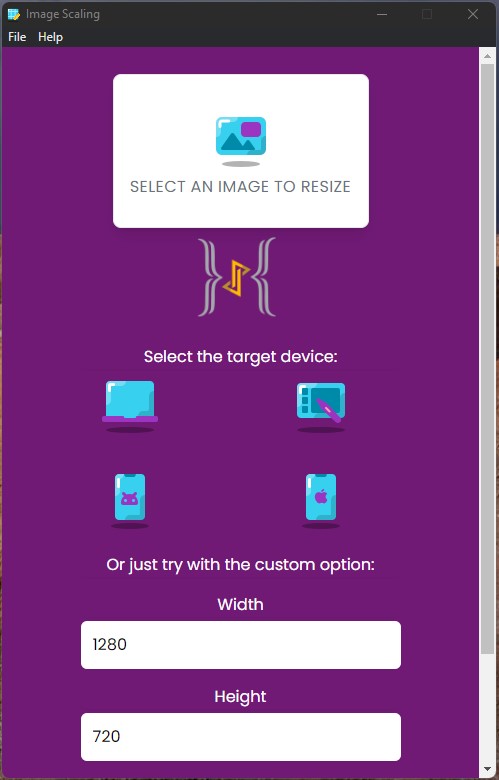 Image Scaling
File Help
SELECT AN IMAGE TO RESIZE
Select the target device:
Or just try with the custom option:
Width
1280
Height
720